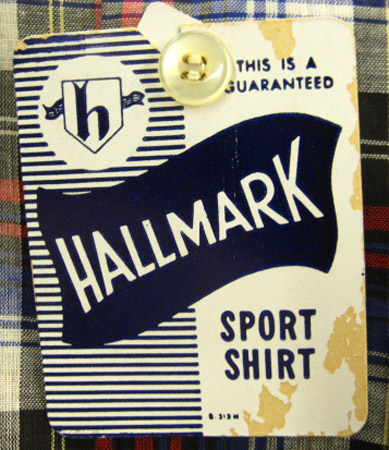 h
THIS IS A
GUARANTEED
HALLMARK
SPORT
SHIRT